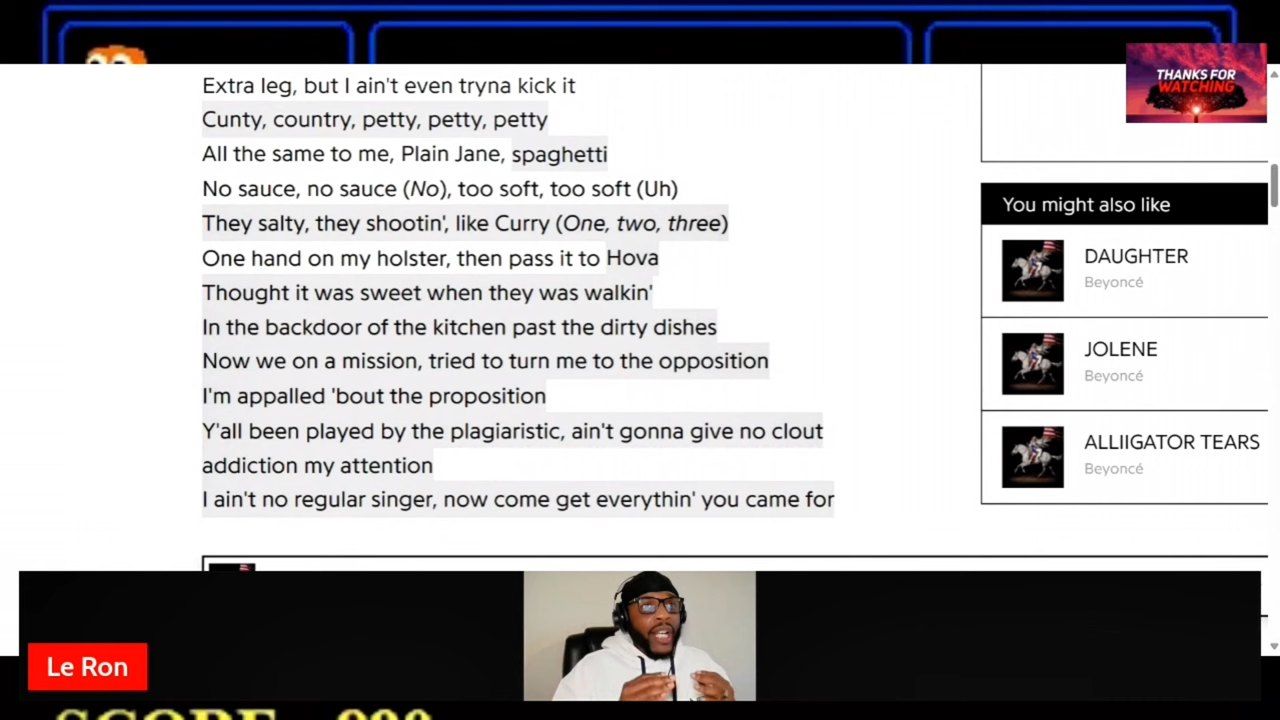 THANKS FOR
WATCHING
Extra leg, but I ain't even tryna kick it
Cunty, country, petty, petty, petty
All the same to me, Plain Jane, spaghetti
No sauce, no sauce (No), too soft, too soft (Uh)
They salty, they shootin', like Curry (One, two, three)
One hand on my holster, then pass it to Hova
Thought it was sweet when they was walkin'
In the backdoor of the kitchen past the dirty dishes
Now we on a mission, tried to turn me to the opposition
I'm appalled 'bout the proposition
Y'all been played by the plagiaristic, ain't gonna give no clout
addiction my attention
I ain't no regular singer, now come get everythin' you came for
You might also like
DAUGHTER
Beyoncé
JOLENE
Beyoncé
ALLIIGATOR TEARS
Beyoncé
Le Ron
SCORE